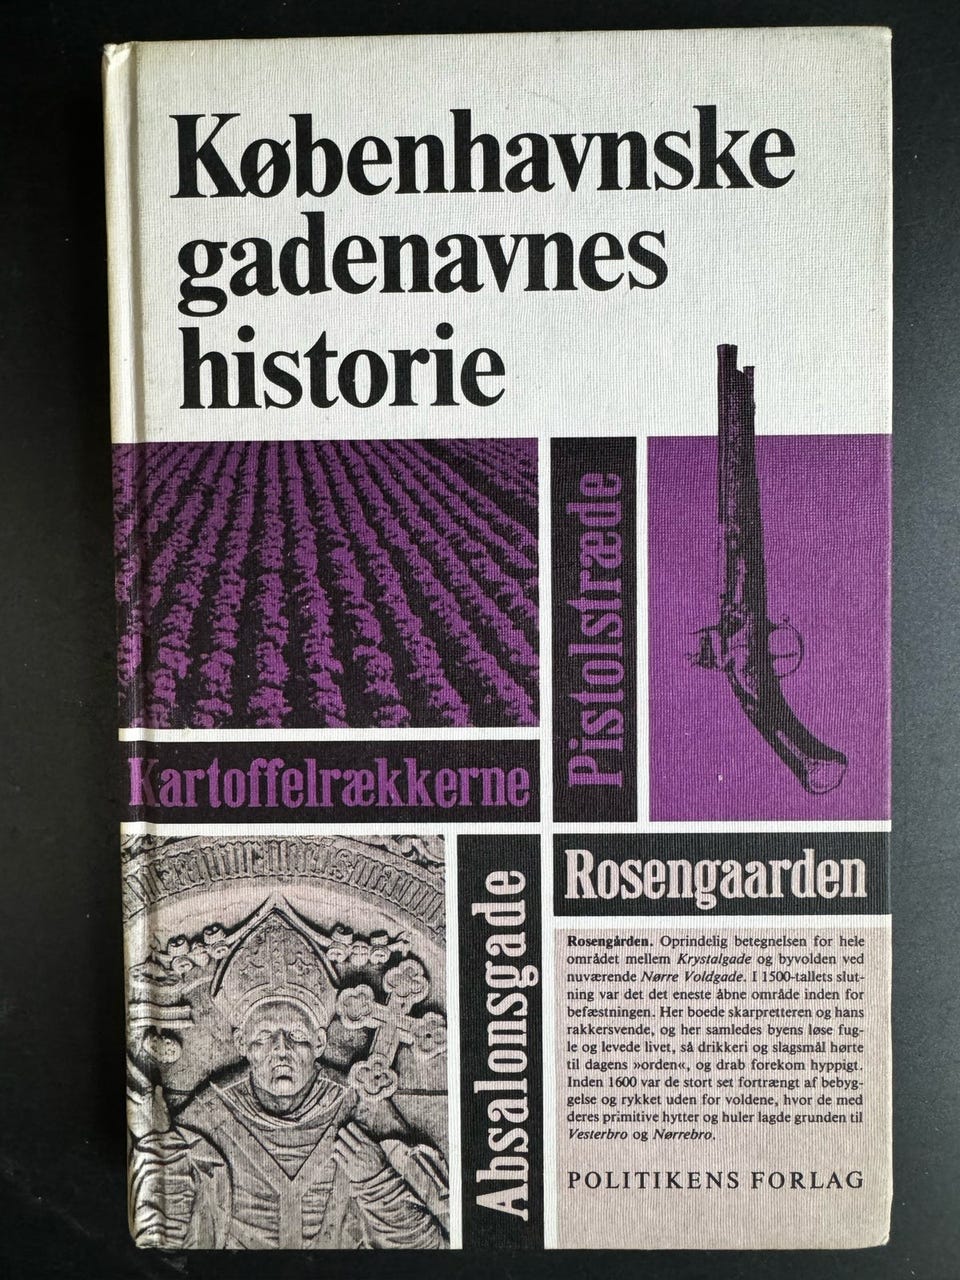 Københavnske
gadenavnes
historie
Pistolstræde
Kartoffelrækkerne
Absalonsgade
Rosengaarden
Rosengården. Oprindelig betegnelsen for hele
området mellem Krystalgade og byvolden ved
nuværende Nørre Voldgade. I 1500-tallets slut-
ning var det det eneste åbne område inden for
befæstningen. Her boede skarpretteren og hans
rakkersvende, og her samledes byens løse fug-
le og levede livet, så drikkeri og slagsmål hørte
til dagens »orden«, og drab forekom hyppigt.
Inden 1600 var de stort set fortrængt af bebyg-
gelse og rykket uden for voldene, hvor de med
deres primitive hytter og huler lagde grunden til
Vesterbro og Nørrebro.
POLITIKENS FORLAG